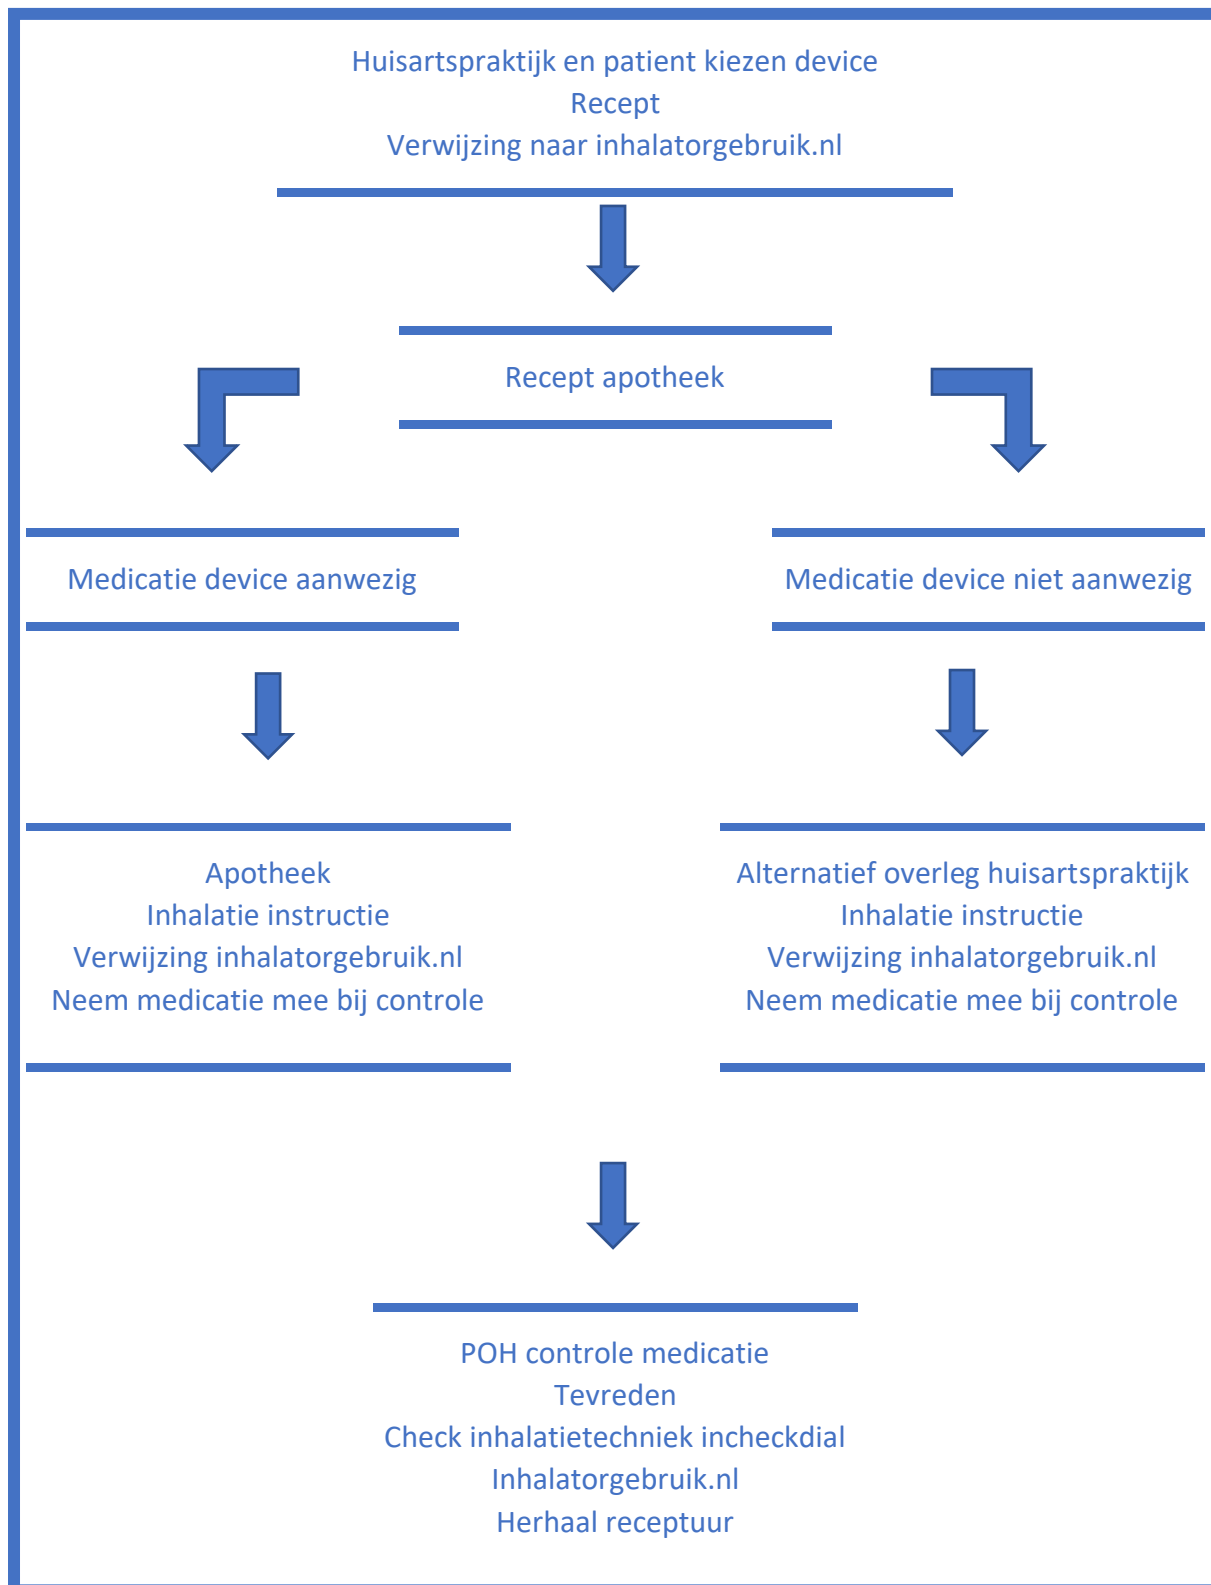 Huisartspraktijk en patient kiezen device
Recept
Verwijzing naar inhalatorgebruik.nl
Recept apotheek
Medicatie device aanwezig
Medicatie device niet aanwezig
Apotheek
Inhalatie instructie
Verwijzing inhalatorgebruik.nl
Neem medicatie mee bij controle
Alternatief overleg huisartspraktijk
Inhalatie instructie
Verwijzing inhalatorgebruik.nl
Neem medicatie mee bij controle
POH controle medicatie
Tevreden
Check inhalatietechniek incheckdial
Inhalatorgebruik.nl
Herhaal receptuur